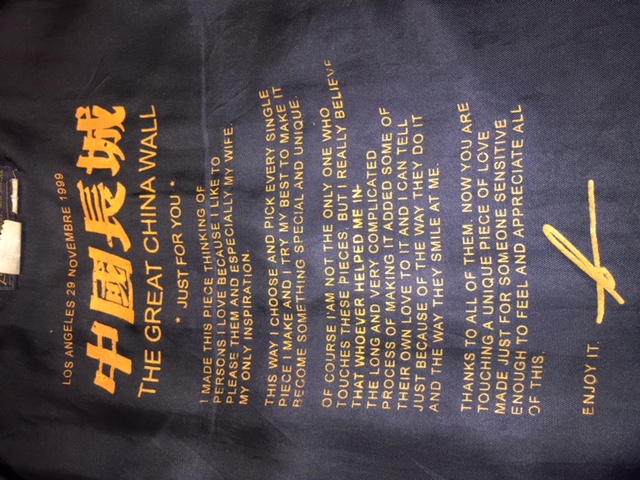 LOS ANGELES 29 NOVEMBRE 1999
中國長城
THE GREAT CHINA WALL
* JUST FOR YOU *
I MADE THIS PIECE THINKING OF
PERSONS I LOVE BECAUSE I LIKE TO
PLEASE THEM AND ESPECIALLY MY WIFE.
MY ONLY INSPIRATION.
THIS WAY I CHOOSE AND PICK EVERY SINGLE
PIECE I MAKE AND I TRY MY BEST TO MAKE IT
BECOME SOMETHING SPECIAL AND UNIQUE.
OF COURSE I'AM NOT THE ONLY ONE WHO
TOUCHES THESE PIECES, BUT I REALLY BELIEVE
THAT WHOEVER HELPED ME IN
THE LONG AND VERY COMPLICATED
PROCESS OF MAKING IT ADDED SOME OF
THEIR OWN LOVE TO IT AND I CAN TELL
JUST BECAUSE OF THE WAY THEY DO IT
AND THE WAY THEY SMILE AT ME.
THANKS TO ALL OF THEM. NOW YOU ARE
TOUCHING A UNIQUE PIECE OF LOVE
MADE JUST FOR SOMEONE SENSITIVE
ENOUGH TO FEEL AND APPRECIATE ALL
OF THIS.
ENJOY IT.